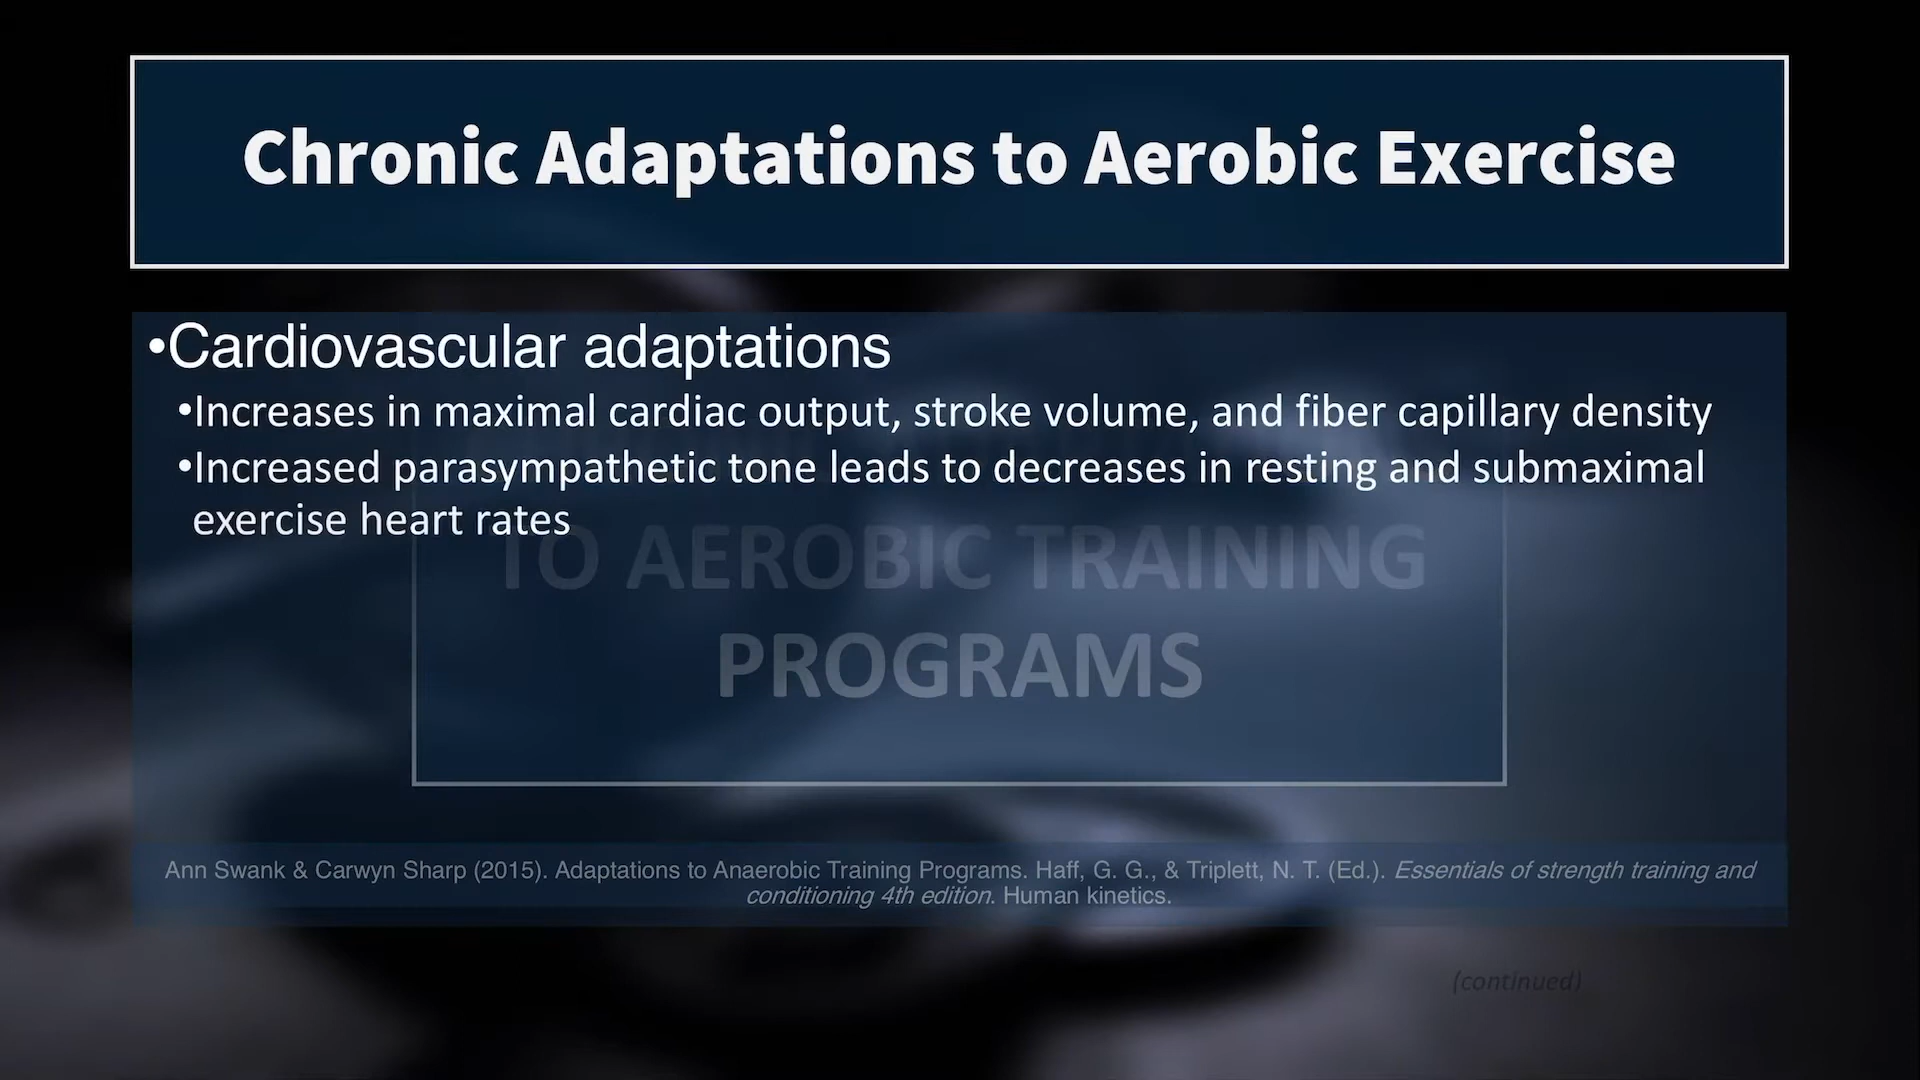 Chronic Adaptations to Aerobic Exercise
•Cardiovascular adaptations
•Increases in maximal cardiac output, stroke volume, and fiber capillary density
•Increased parasympathetic tone leads to decreases in resting and submaximal
exercise heart rates
TO AEROBIC TRAINING
PROGRAMS
Ann Swank & Carwyn Sharp (2015). Adaptations to Anaerobic Training Programs. Haff, G. G., & Triplett, N. T. (Ed.). Essentials of strength training and
conditioning 4th edition. Human kinetics.
(continued)